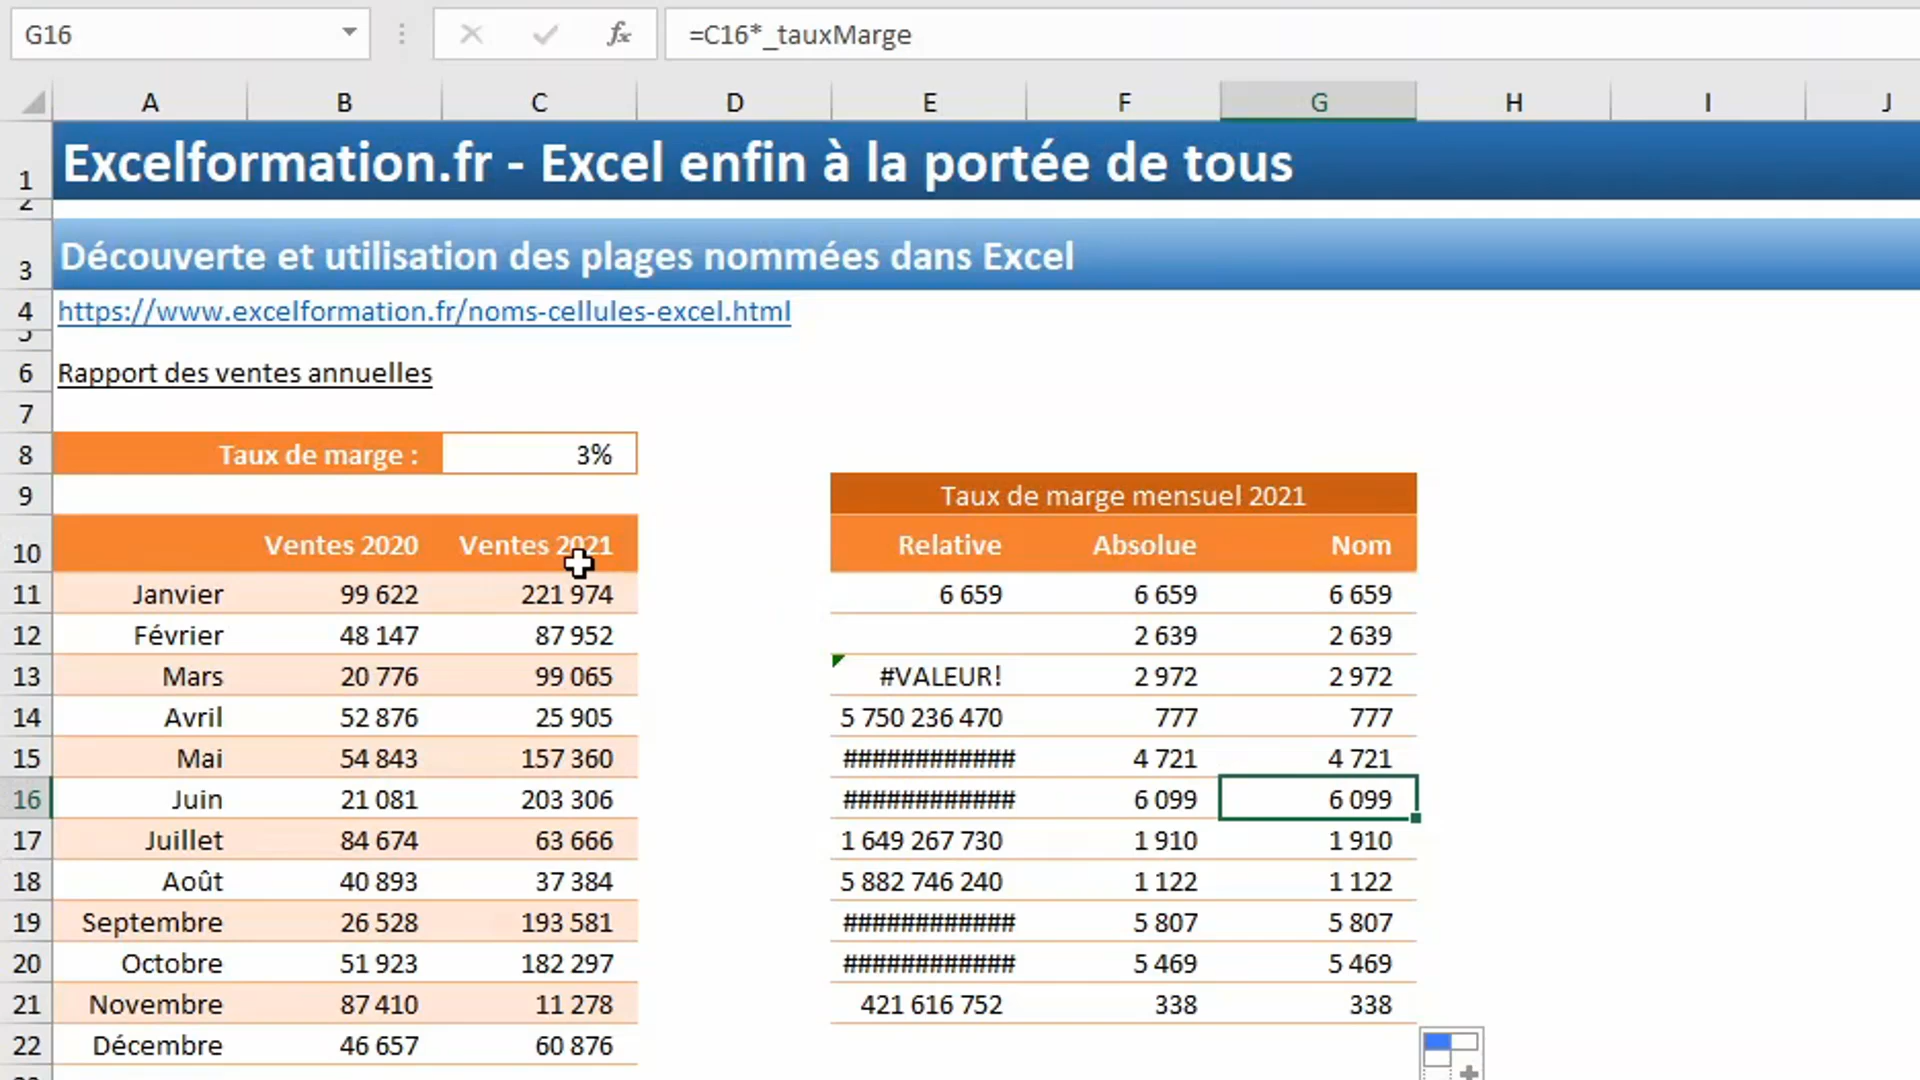 G16 fx =C16*_tauxMarge
A B C D E F G H I J
1 Excelformation.fr - Excel enfin à la portée de tous
2
3 Découverte et utilisation des plages nommées dans Excel
4 https://www.excelformation.fr/noms-cellules-excel.html
5
6 Rapport des ventes annuelles
7
8 Taux de marge : 3%
9 Taux de marge mensuel 2021
10 Ventes 2020 Ventes 2021 Relative Absolue Nom
11 Janvier 99 622 221 974 6 659 6 659 6 659
12 Février 48 147 87 952 2 639 2 639
13 Mars 20 776 99 065 #VALEUR! 2 972 2 972
14 Avril 52 876 25 905 5 750 236 470 777 777
15 Mai 54 843 157 360 ############ 4 721 4 721
16 Juin 21 081 203 306 ############ 6 099 6 099
17 Juillet 84 674 63 666 1 649 267 730 1 910 1 910
18 Août 40 893 37 384 5 882 746 240 1 122 1 122
19 Septembre 26 528 193 581 ############ 5 807 5 807
20 Octobre 51 923 182 297 ############ 5 469 5 469
21 Novembre 87 410 11 278 421 616 752 338 338
22 Décembre 46 657 60 876